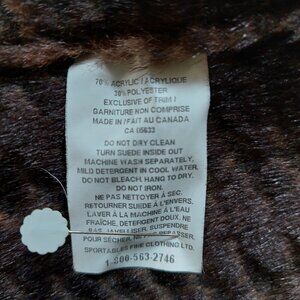 70% ACRYLIC / ACRYLIQUE
30% POLYESTER
EXCLUSIVE OF TRIM /
GARNITURE NON COMPRISE
MADE IN / FAIT AU CANADA
CA 05633
DO NOT DRY CLEAN
TURN SUEDE INSIDE OUT
MACHINE WASH SEPARATELY,
MILD DETERGENT IN COOL WATER.
DO NOT BLEACH, HANG TO DRY.
DO NOT IRON.
NE PAS NETTOYER À SEC.
RETOURNER SUEDE À L'ENVERS.
LAVER À LA MACHINE À L'EAU
FRAÎCHE, DETERGENT DOUX, NE
PAS JAVELLISER, SUSPENDRE
POUR SÉCHER, NE PAS REPASSER.
SPORTABLES FINE CLOTHING LTD.
1-800-563-2746